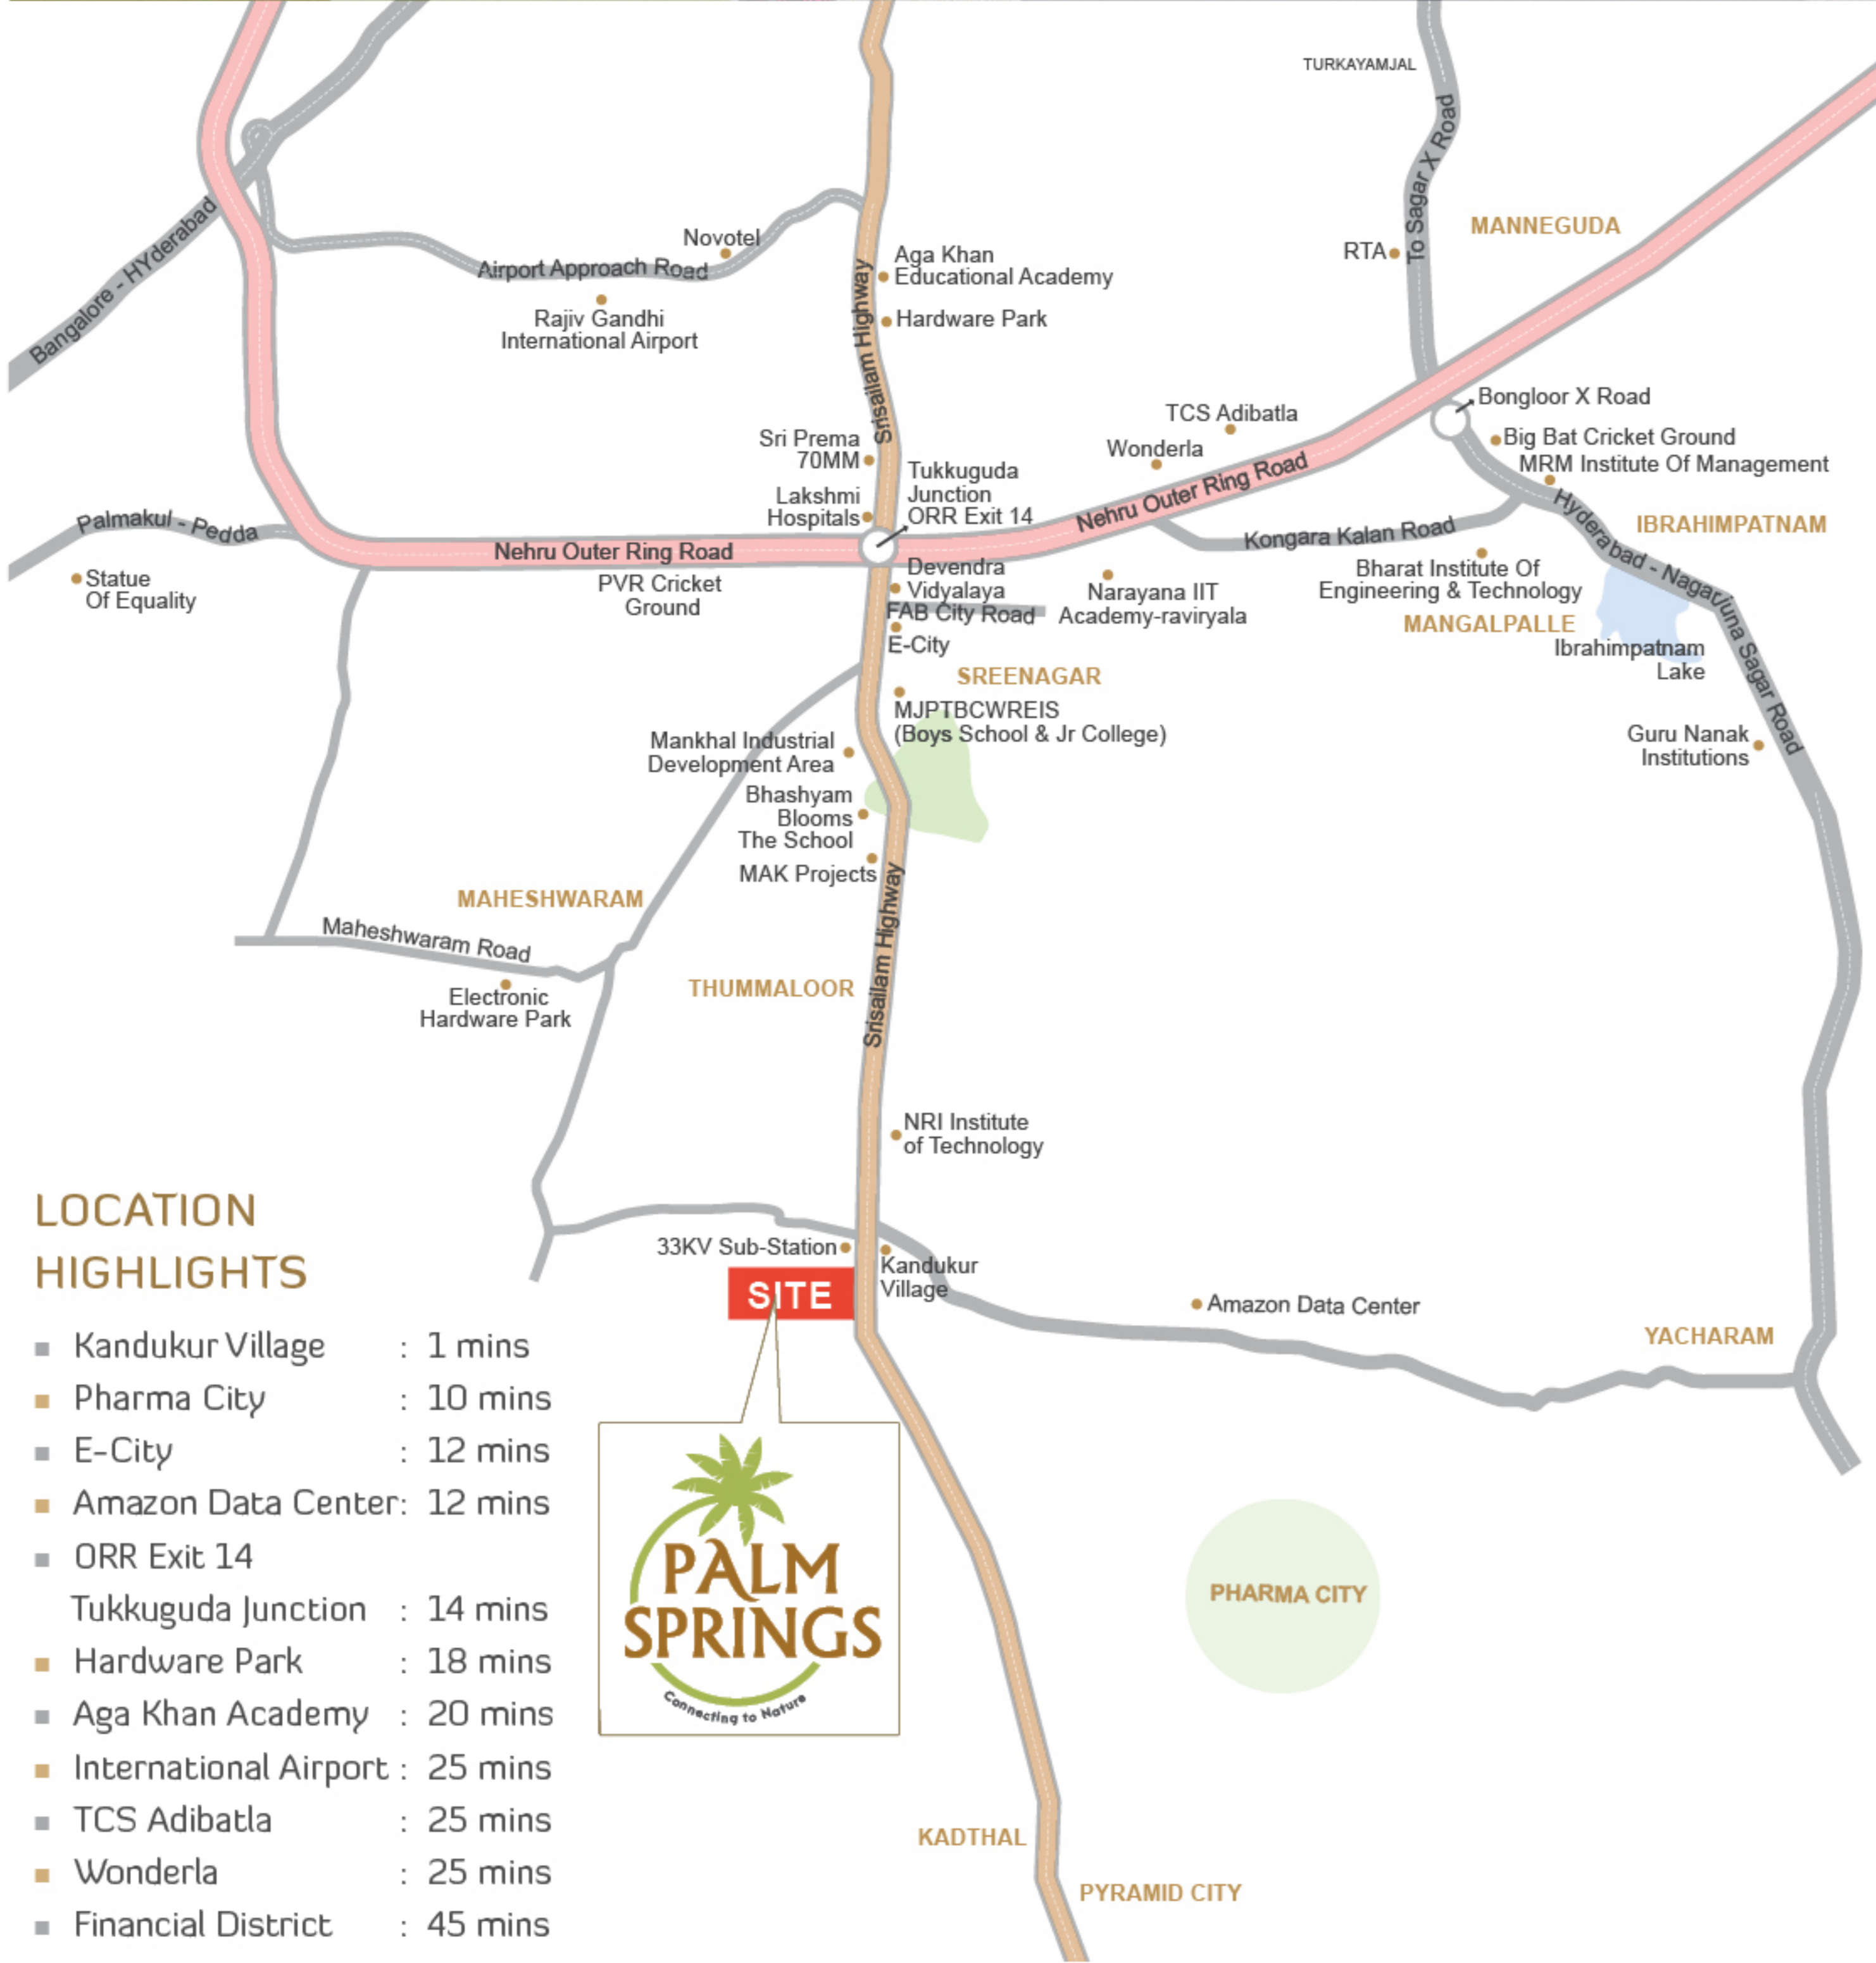 TURKAYAMJAL
To Sagar X Road
MANNEGUDA
RTA
Bangalore - HYderabad
Novotel
Airport Approach Road
Rajiv Gandhi
International Airport
Srisailam Highway
Aga Khan
Educational Academy
Hardware Park
Bongloor X Road
Big Bat Cricket Ground
MRM Institute Of Management
TCS Adibatla
Wonderla
Sri Prema
70MM
Lakshmi
Hospitals
Tukkuguda
Junction
ORR Exit 14
Nehru Outer Ring Road
Palmakul - Pedda
Statue
Of Equality
Nehru Outer Ring Road
PVR Cricket
Ground
Devendra
Vidyalaya
FAB City Road
E-City
Narayana IIT
Academy-raviryala
Kongara Kalan Road
Bharat Institute Of
Engineering & Technology
MANGALPALLE
IBRAHIMPATNAM
Hyderabad - Nagarjuna Sagar Road
Ibrahimpatnam
Lake
Guru Nanak
Institutions
SREENAGAR
MJPTBCWREIS
(Boys School & Jr College)
Mankhal Industrial
Development Area
Bhashyam
Blooms
The School
MAK Projects
MAHESHWARAM
Maheshwaram Road
Electronic
Hardware Park
THUMMALOOR
Srisailam Highway
NRI Institute
of Technology
33KV Sub-Station
Kandukur
Village
SITE
Amazon Data Center
YACHARAM
PHARMA CITY
KADTHAL
PYRAMID CITY
PALM
SPRINGS
Connecting to Nature
LOCATION
HIGHLIGHTS
Kandukur Village : 1 mins
Pharma City : 10 mins
E-City : 12 mins
Amazon Data Center: 12 mins
ORR Exit 14
Tukkuguda Junction : 14 mins
Hardware Park : 18 mins
Aga Khan Academy : 20 mins
International Airport : 25 mins
TCS Adibatla : 25 mins
Wonderla : 25 mins
Financial District : 45 mins